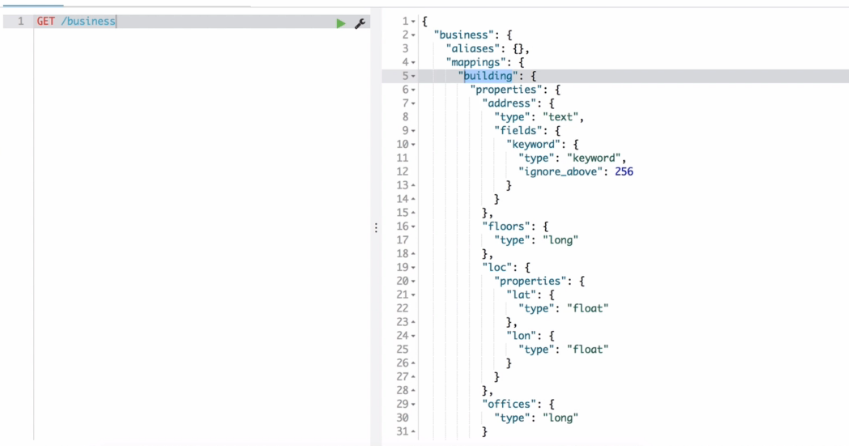 1 GET /business
1 {
2 "business": {
3 "aliases": {},
4 "mappings": {
5 "building": {
6 "properties": {
7 "address": {
8 "type": "text",
9 "fields": {
10 "keyword": {
11 "type": "keyword",
12 "ignore_above": 256
13 }
14 }
15 },
16 "floors": {
17 "type": "long"
18 },
19 "loc": {
20 "properties": {
21 "lat": {
22 "type": "float"
23 },
24 "lon": {
25 "type": "float"
26 }
27 }
28 },
29 "offices": {
30 "type": "long"
31 }